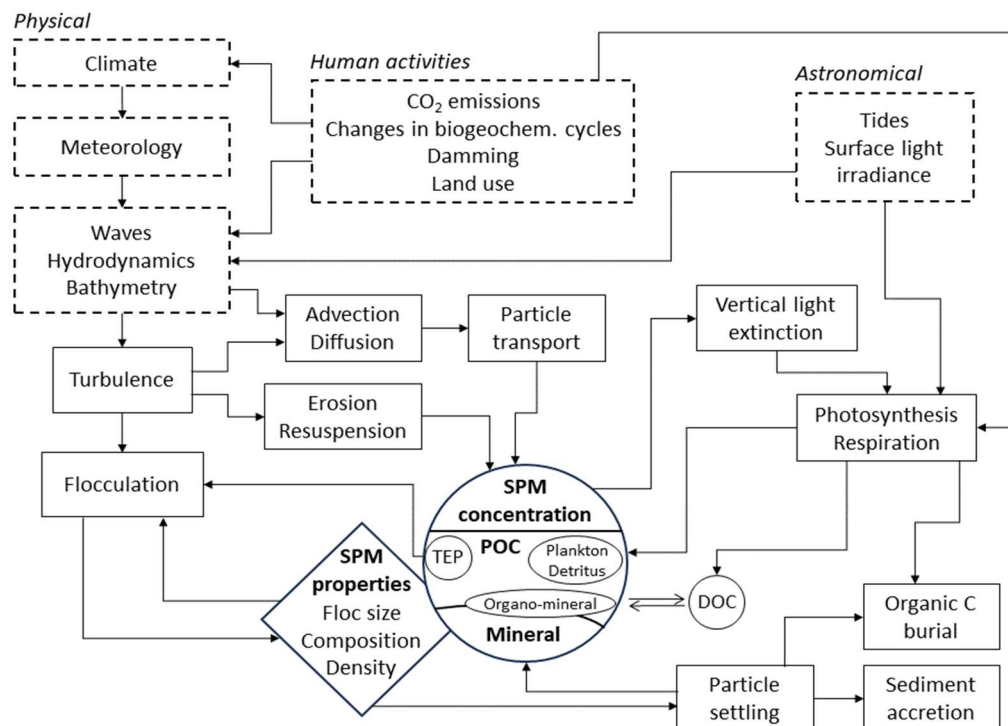 Physical
Climate
Meteorology
Waves
Hydrodynamics
Bathymetry
Human activities
CO₂ emissions
Changes in biogeochem. cycles
Damming
Land use
Astronomical
Tides
Surface light
irradiance
Advection
Diffusion
Particle
transport
Vertical light
extinction
Turbulence
Erosion
Resuspension
Photosynthesis
Respiration
Flocculation
SPM
concentration
POC
TEP
Plankton
Detritus
Organo-mineral
Mineral
DOC
SPM
properties
Floc size
Composition
Density
Organic C
burial
Particle
settling
Sediment
accretion